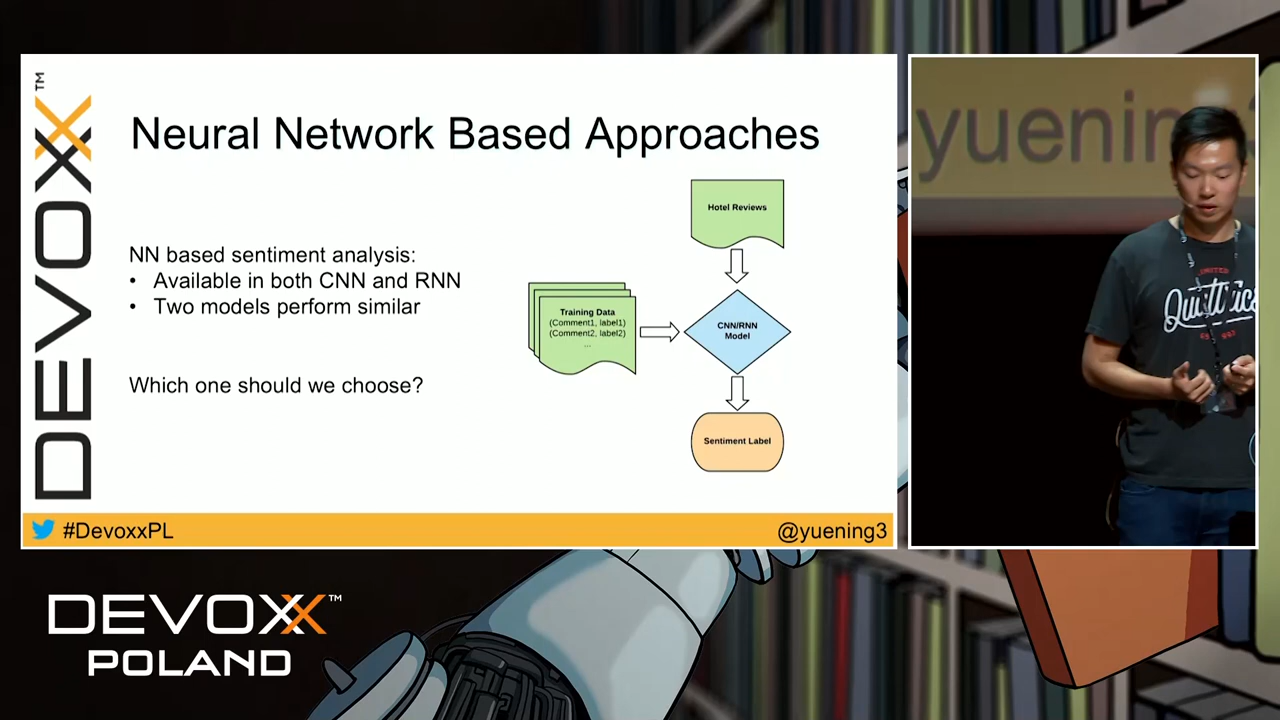 DEVOXX™
Neural Network Based Approaches
NN based sentiment analysis:
• Available in both CNN and RNN
• Two models perform similar
Which one should we choose?
Hotel Reviews
Training Data
(Comment1, label1)
(Comment2, label2)
...
CNN/RNN
Model
Sentiment Label
#DevoxxPL
@yuening3
yuening3
UNITED
DEVOXX™
POLAND